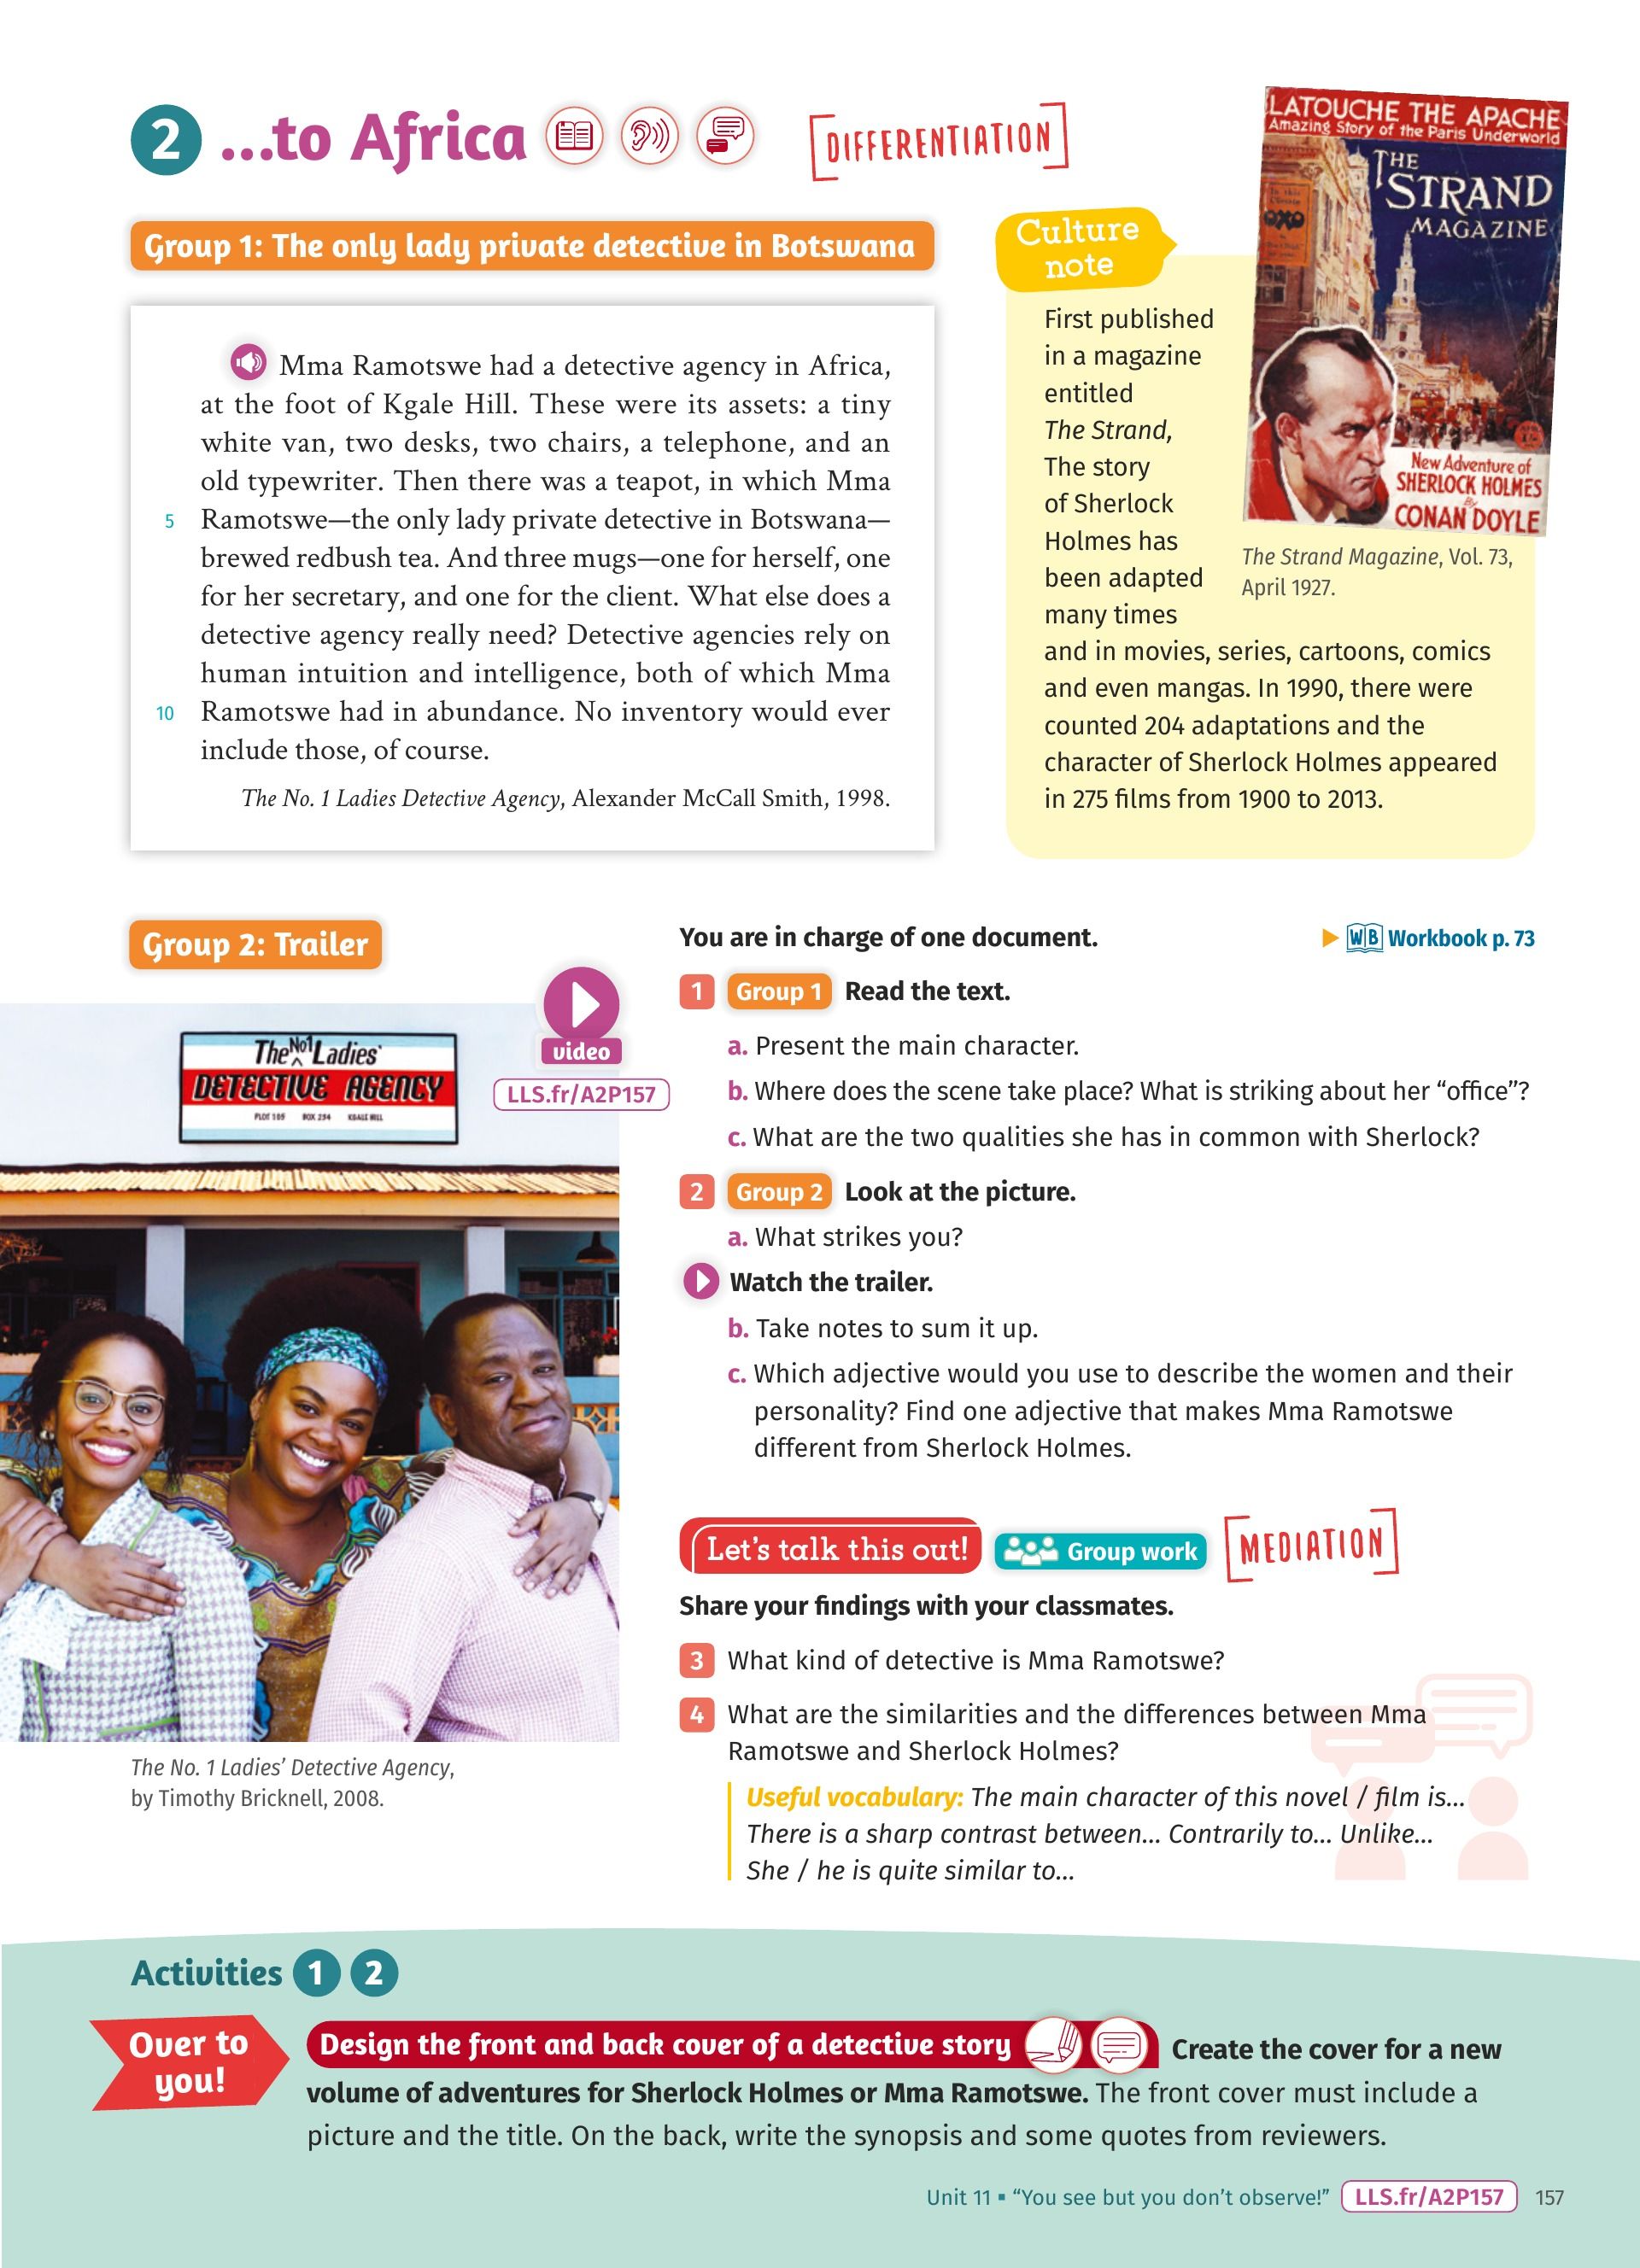 2 ...to Africa
DIFFERENTIATION
Group 1: The only lady private detective in Botswana
Mma Ramotswe had a detective agency in Africa,
at the foot of Kgale Hill. These were its assets: a tiny
white van, two desks, two chairs, a telephone, and an
old typewriter. Then there was a teapot, in which Mma
5 Ramotswe—the only lady private detective in Botswana—
brewed redbush tea. And three mugs—one for herself, one
for her secretary, and one for the client. What else does a
detective agency really need? Detective agencies rely on
human intuition and intelligence, both of which Mma
10 Ramotswe had in abundance. No inventory would ever
include those, of course.
The No. 1 Ladies Detective Agency, Alexander McCall Smith, 1998.
LATOUCHE THE APACHE
Amazing Story of the Paris Underworld
THE
STRAND
MAGAZINE
OXO
New Adventure of
SHERLOCK HOLMES
By
CONAN DOYLE
Culture
note
First published
in a magazine
entitled
The Strand,
The story
of Sherlock
Holmes has
been adapted
many times
and in movies, series, cartoons, comics
and even mangas. In 1990, there were
counted 204 adaptations and the
character of Sherlock Holmes appeared
in 275 films from 1900 to 2013.
The Strand Magazine, Vol. 73,
April 1927.
Group 2: Trailer
video
LLS.fr/A2P157
The No1 Ladies'
DETECTIVE AGENCY
PLOT 105 BOX 254 KGALE HILL
The No. 1 Ladies' Detective Agency,
by Timothy Bricknell, 2008.
You are in charge of one document.
WB Workbook p. 73
1 Group 1 Read the text.
a. Present the main character.
b. Where does the scene take place? What is striking about her “office”?
c. What are the two qualities she has in common with Sherlock?
2 Group 2 Look at the picture.
a. What strikes you?
Watch the trailer.
b. Take notes to sum it up.
c. Which adjective would you use to describe the women and their
personality? Find one adjective that makes Mma Ramotswe
different from Sherlock Holmes.
Let's talk this out! Group work MEDIATION
Share your findings with your classmates.
3 What kind of detective is Mma Ramotswe?
4 What are the similarities and the differences between Mma
Ramotswe and Sherlock Holmes?
Useful vocabulary: The main character of this novel / film is...
There is a sharp contrast between... Contrarily to... Unlike...
She / he is quite similar to...
Activities 1 2
Over to
you!
Design the front and back cover of a detective story Create the cover for a new
volume of adventures for Sherlock Holmes or Mma Ramotswe. The front cover must include a
picture and the title. On the back, write the synopsis and some quotes from reviewers.
Unit 11 ▪ “You see but you don't observe!” LLS.fr/A2P157 157